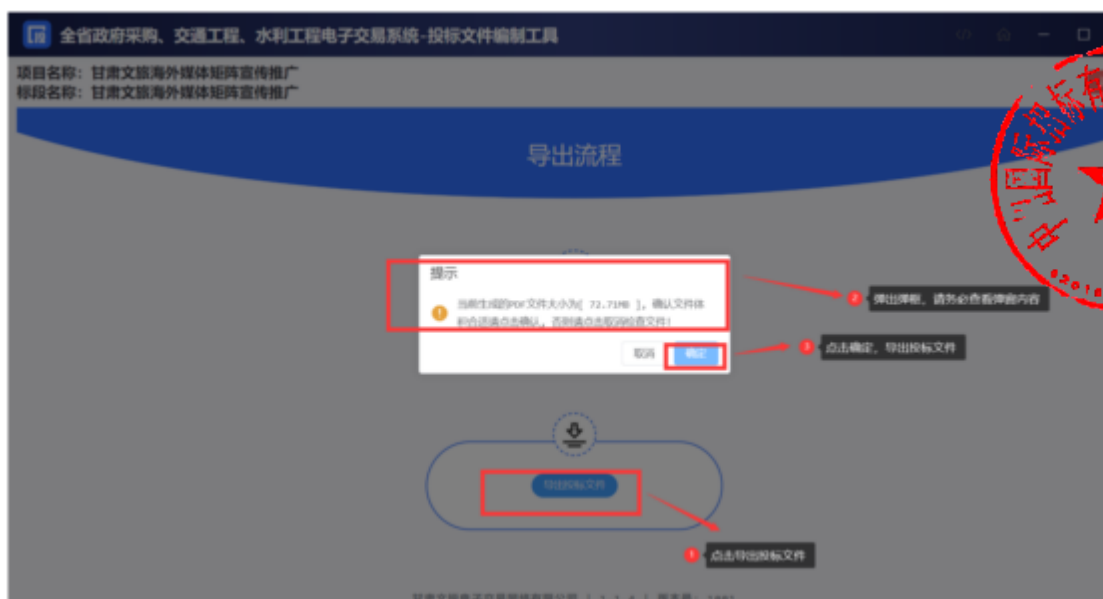 全省政府采购、交通工程、水利工程电子交易系统-投标文件编制工具
项目名称：甘肃文旅海外媒体矩阵宣传推广
标段名称：甘肃文旅海外媒体矩阵宣传推广
导出流程
提示
当前生成的PDF文件大小为[ 72.71MB ]，确认文件体
积合适请点击确认，否则请点击取消检查文件！
取消 确定
2 弹出弹框，请务必查看弹窗内容
3 点击确定，导出投标文件
导出投标文件
1 点击导出投标文件